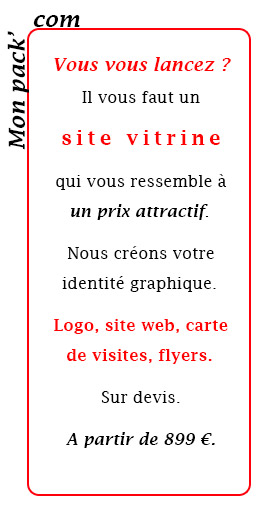 Mon pack’
com
Vous vous lancez ?
Il vous faut un
site vitrine
qui vous ressemble à
un prix attractif.
Nous créons votre
identité graphique.
Logo, site web, carte
de visites, flyers.
Sur devis.
A partir de 899 €.